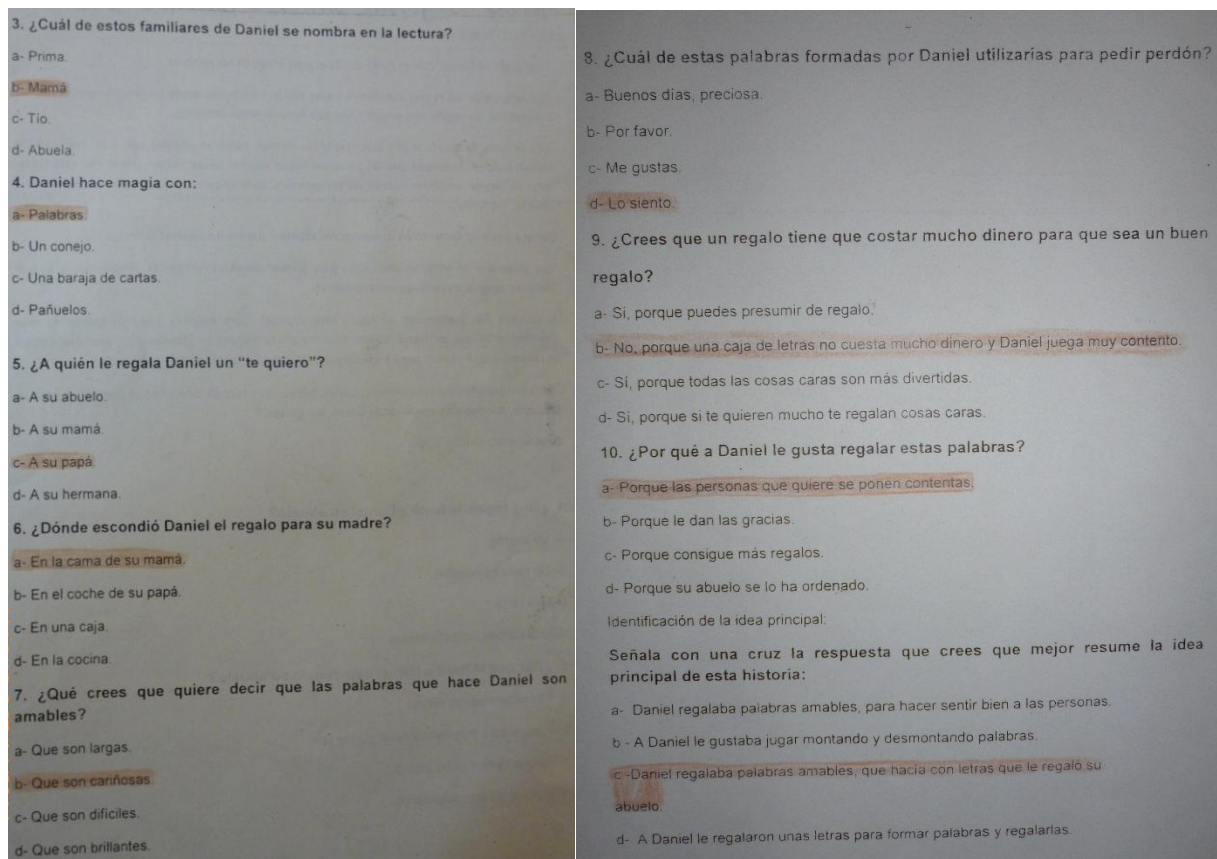 3. ¿Cuál de estos familiares de Daniel se nombra en la lectura?
a- Prima.
b- Mamá.
c- Tío.
d- Abuela.
4. Daniel hace magia con:
a- Palabras.
b- Un conejo.
c- Una baraja de cartas.
d- Pañuelos.
5. ¿A quién le regala Daniel un “te quiero”?
a- A su abuelo.
b- A su mamá.
c- A su papá.
d- A su hermana.
6. ¿Dónde escondió Daniel el regalo para su madre?
a- En la cama de su mamá.
b- En el coche de su papá.
c- En una caja.
d- En la cocina.
7. ¿Qué crees que quiere decir que las palabras que hace Daniel son
amables?
a- Que son largas.
b- Que son cariñosas.
c- Que son difíciles.
d- Que son brillantes.
8. ¿Cuál de estas palabras formadas por Daniel utilizarías para pedir perdón?
a- Buenos días, preciosa.
b- Por favor.
c- Me gustas.
d- Lo siento.
9. ¿Crees que un regalo tiene que costar mucho dinero para que sea un buen
regalo?
a- Sí, porque puedes presumir de regalo.
b- No, porque una caja de letras no cuesta mucho dinero y Daniel juega muy contento.
c- Sí, porque todas las cosas caras son más divertidas.
d- Sí, porque si te quieren mucho te regalan cosas caras.
10. ¿Por qué a Daniel le gusta regalar estas palabras?
a- Porque las personas que quiere se ponen contentas.
b- Porque le dan las gracias.
c- Porque consigue más regalos.
d- Porque su abuelo se lo ha ordenado.
Identificación de la idea principal:
Señala con una cruz la respuesta que crees que mejor resume la idea
principal de esta historia:
a- Daniel regalaba palabras amables, para hacer sentir bien a las personas.
b - A Daniel le gustaba jugar montando y desmontando palabras.
c -Daniel regalaba palabras amables, que hacía con letras que le regaló su
abuelo.
d- A Daniel le regalaron unas letras para formar palabras y regalarlas.